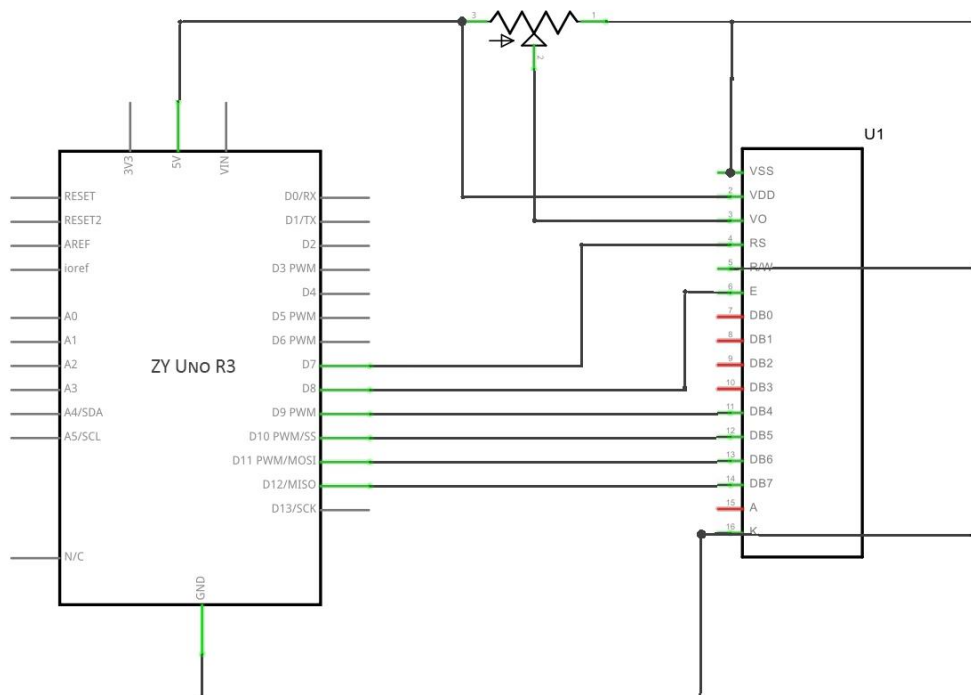 3
1
2
U1
3V3
5V
VIN
RESET
RESET2
AREF
ioref
A0
A1
A2
A3
A4/SDA
A5/SCL
N/C
ZY UNO R3
D0/RX
D1/TX
D2
D3 PWM
D4
D5 PWM
D6 PWM
D7
D8
D9 PWM
D10 PWM/SS
D11 PWM/MOSI
D12/MISO
D13/SCK
GND
VSS
2 VDD
3 VO
4 RS
5 R/W
6 E
7 DB0
8 DB1
9 DB2
10 DB3
11 DB4
12 DB5
13 DB6
14 DB7
15 A
16 K